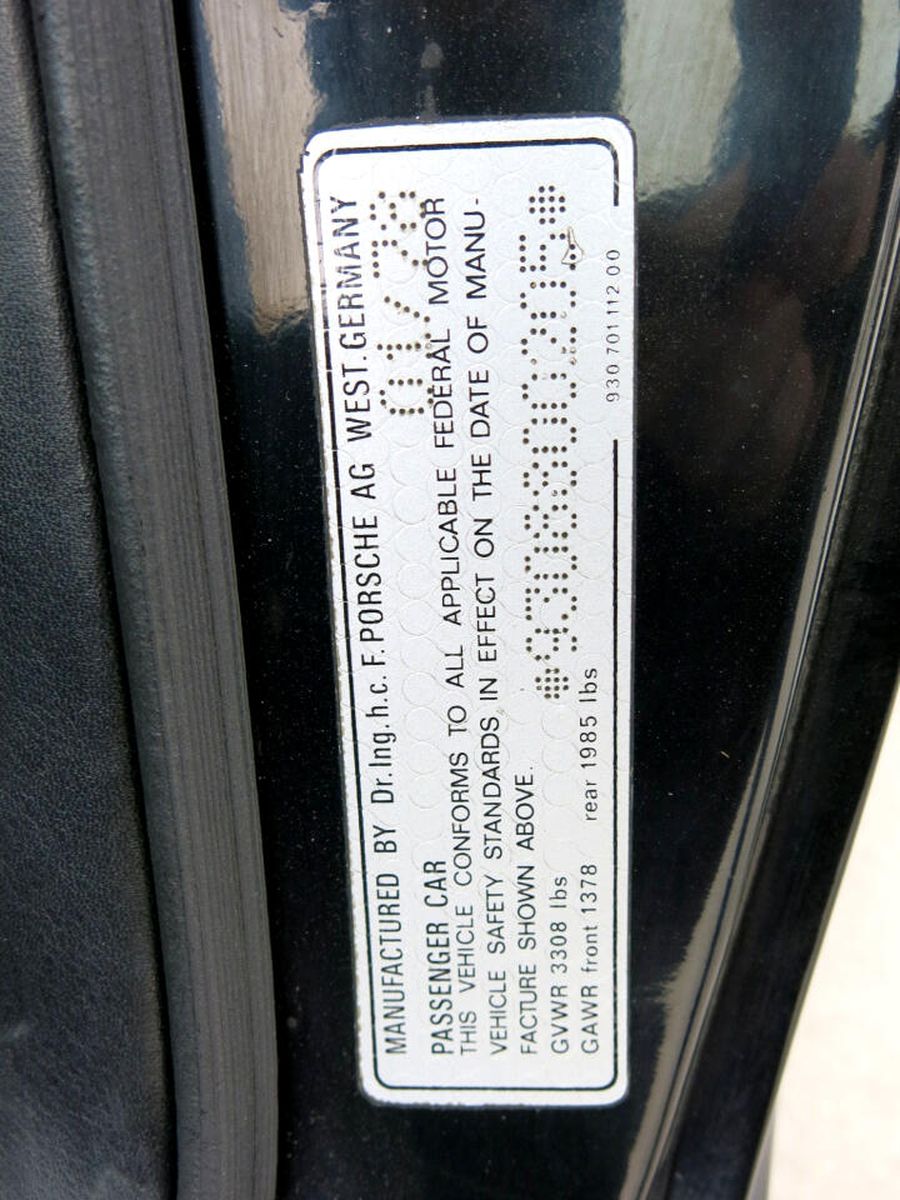 MANUFACTURED BY Dr.Ing.h.c.F.PORSCHE AG WEST.GERMANY
PASSENGER CAR 01/78
THIS VEHICLE CONFORMS TO ALL APPLICABLE FEDERAL MOTOR
VEHICLE SAFETY STANDARDS IN EFFECT ON THE DATE OF MANU-
FACTURE SHOWN ABOVE.
*9308800205*
GVWR 3308 lbs
GAWR front 1378 rear 1985 lbs
930 701 112 00